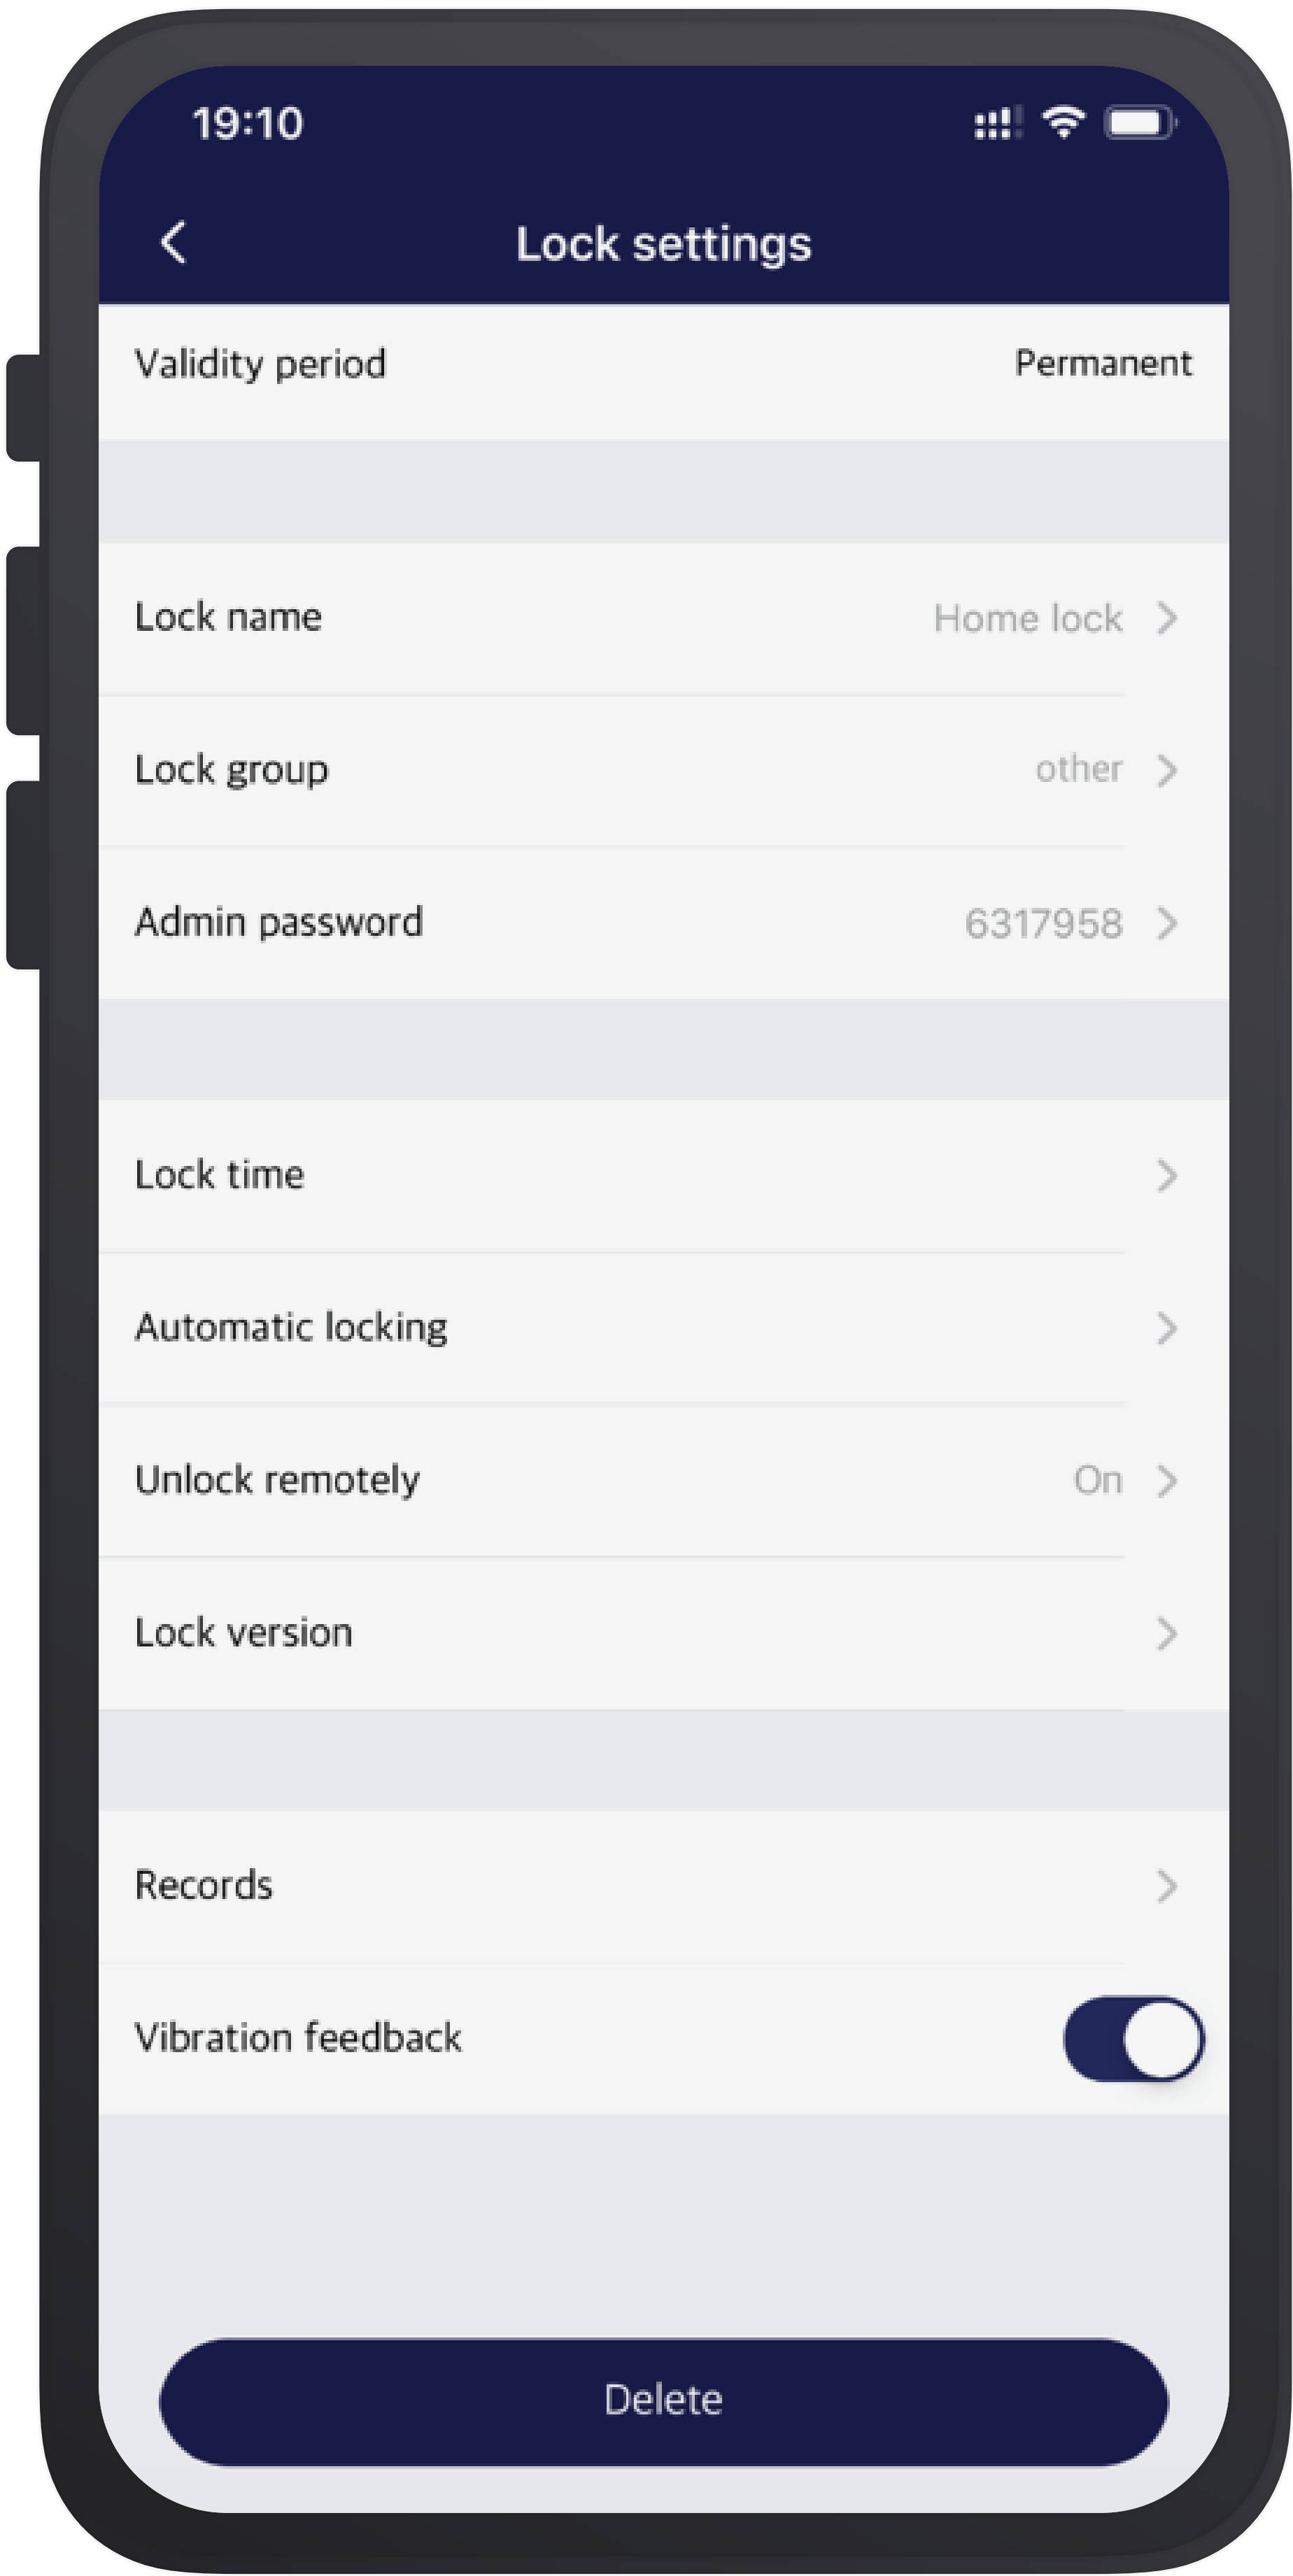 19:10
Lock settings
Validity period Permanent
Lock name Home lock
Lock group other
Admin password 6317958
Lock time
Automatic locking
Unlock remotely On
Lock version
Records
Vibration feedback
Delete